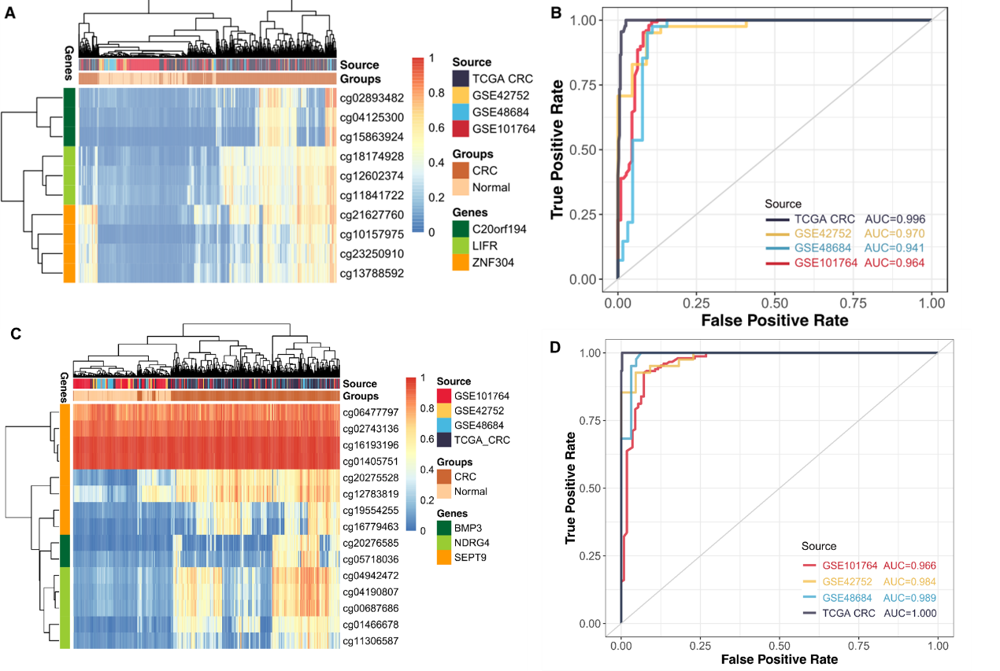 A
Genes
Source
Groups
cg02893482
cg04125300
cg15863924
cg18174928
cg12602374
cg11841722
cg21627760
cg10157975
cg23250910
cg13788592
1
0.8
0.6
0.4
0.2
0
Source
TCGA CRC
GSE42752
GSE48684
GSE101764
Groups
CRC
Normal
Genes
C20orf194
LIFR
ZNF304
B
True Positive Rate
1.00
0.75
0.50
0.25
0.00
Source
TCGA CRC AUC=0.996
GSE42752 AUC=0.970
GSE48684 AUC=0.941
GSE101764 AUC=0.964
0.00 0.25 0.50 0.75 1.00
False Positive Rate
C
Genes
Source
Groups
cg06477797
cg02743136
cg16193196
cg01405751
cg20275528
cg12783819
cg19554255
cg16779463
cg20276585
cg05718036
cg04942472
cg04190807
cg00687686
cg01466678
cg11306587
1
0.8
0.6
0.4
0.2
0
Source
GSE101764
GSE42752
GSE48684
TCGA_CRC
Groups
CRC
Normal
Genes
BMP3
NDRG4
SEPT9
D
True Positive Rate
1.00
0.75
0.50
0.25
0.00
Source
GSE101764 AUC=0.966
GSE42752 AUC=0.984
GSE48684 AUC=0.989
TCGA CRC AUC=1.000
0.00 0.25 0.50 0.75 1.00
False Positive Rate